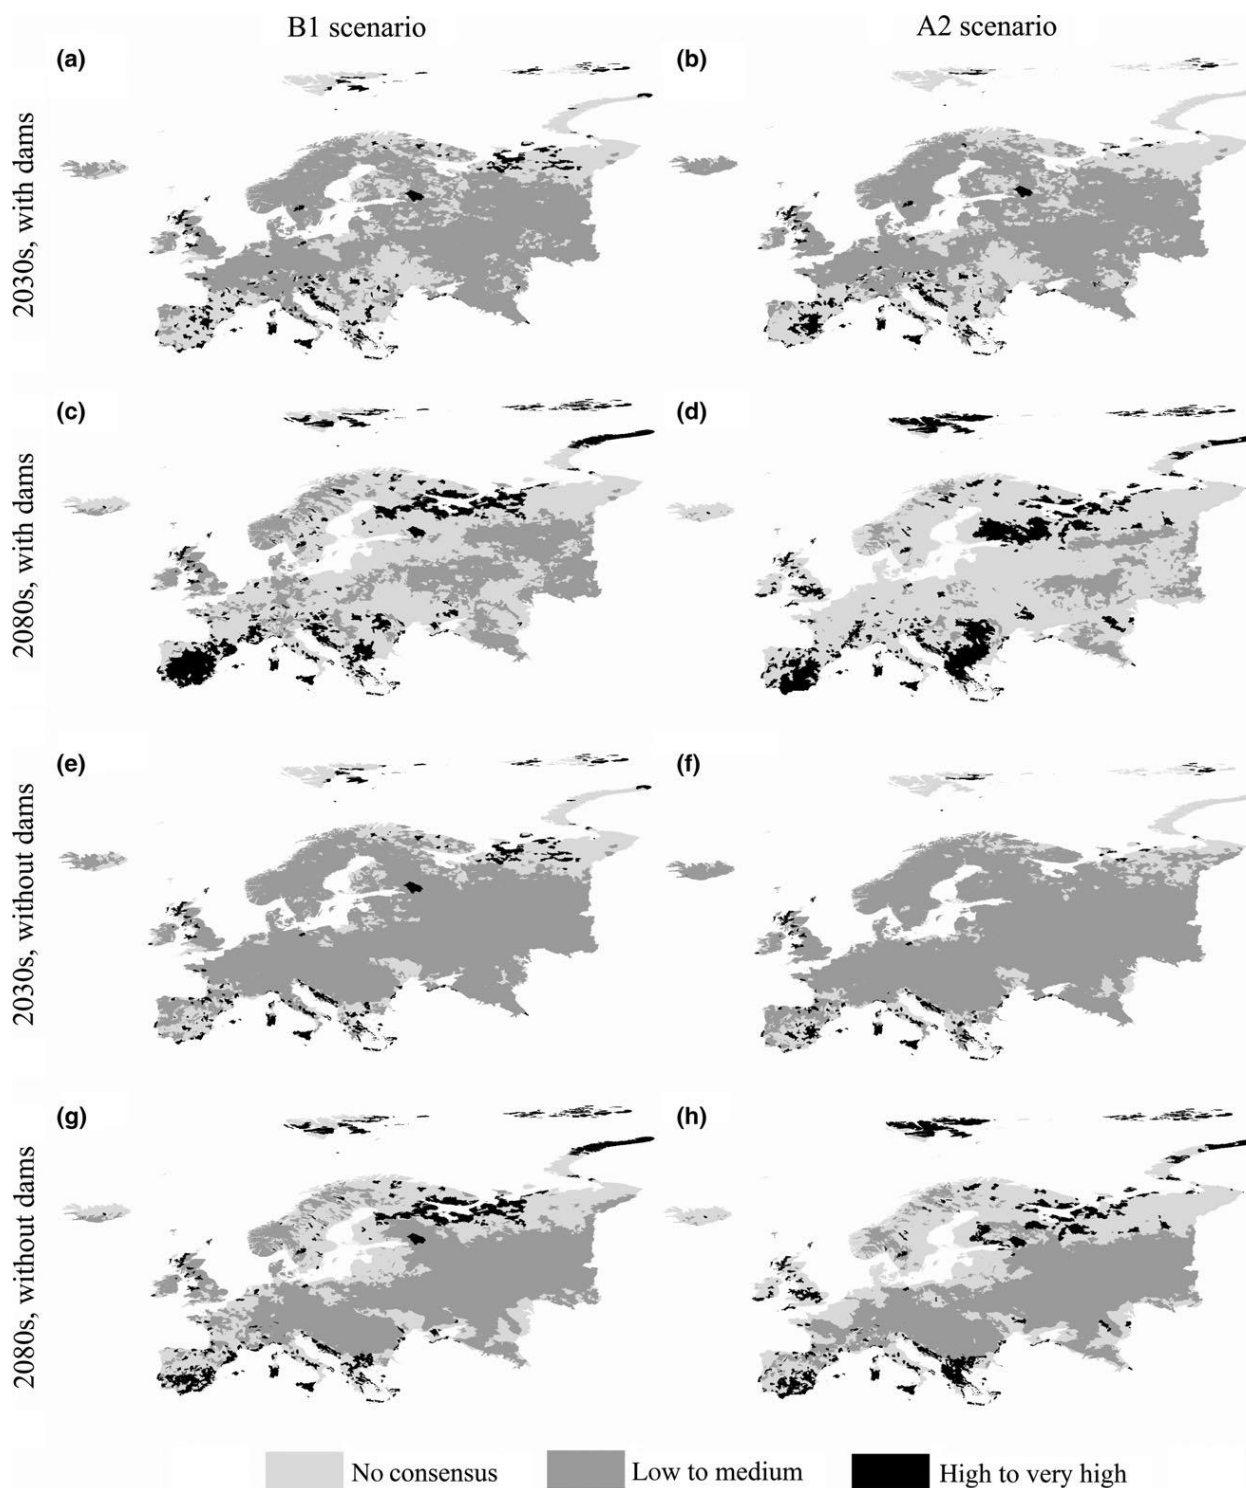 B1 scenario
A2 scenario
2030s, with dams
(a)
(b)
2080s, with dams
(c)
(d)
2030s, without dams
(e)
(f)
2080s, without dams
(g)
(h)
No consensus
Low to medium
High to very high